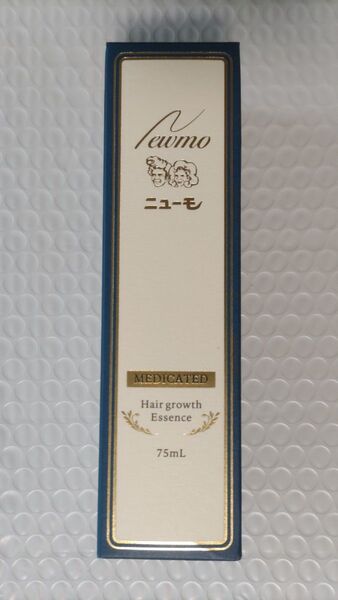 Newmo
ニューモ
MEDICATED
Hair growth
Essence
75mL